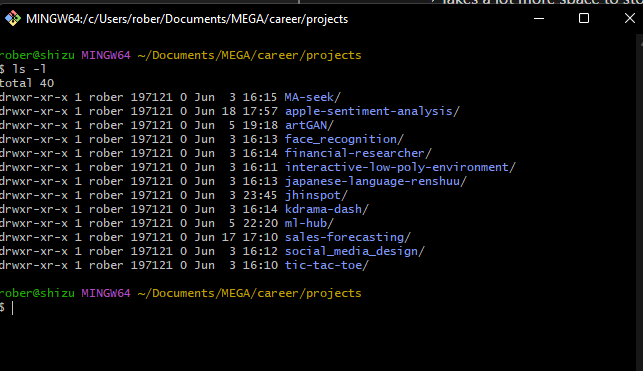 takes a lot more space to sto
MINGW64:/c/Users/rober/Documents/MEGA/career/projects
rober@shizu MINGW64 ~/Documents/MEGA/career/projects
$ ls -l
total 40
drwxr-xr-x 1 rober 197121 0 Jun  3 16:15 MA-seek/
drwxr-xr-x 1 rober 197121 0 Jun 18 17:57 apple-sentiment-analysis/
drwxr-xr-x 1 rober 197121 0 Jun  5 19:18 artGAN/
drwxr-xr-x 1 rober 197121 0 Jun  3 16:13 face_recognition/
drwxr-xr-x 1 rober 197121 0 Jun  3 16:14 financial-researcher/
drwxr-xr-x 1 rober 197121 0 Jun  3 16:11 interactive-low-poly-environment/
drwxr-xr-x 1 rober 197121 0 Jun  3 16:13 japanese-language-renshuu/
drwxr-xr-x 1 rober 197121 0 Jun  3 23:45 jhinspot/
drwxr-xr-x 1 rober 197121 0 Jun  3 16:14 kdrama-dash/
drwxr-xr-x 1 rober 197121 0 Jun  5 22:20 ml-hub/
drwxr-xr-x 1 rober 197121 0 Jun 17 17:10 sales-forecasting/
drwxr-xr-x 1 rober 197121 0 Jun  3 16:12 social_media_design/
drwxr-xr-x 1 rober 197121 0 Jun  3 16:10 tic-tac-toe/
rober@shizu MINGW64 ~/Documents/MEGA/career/projects
$